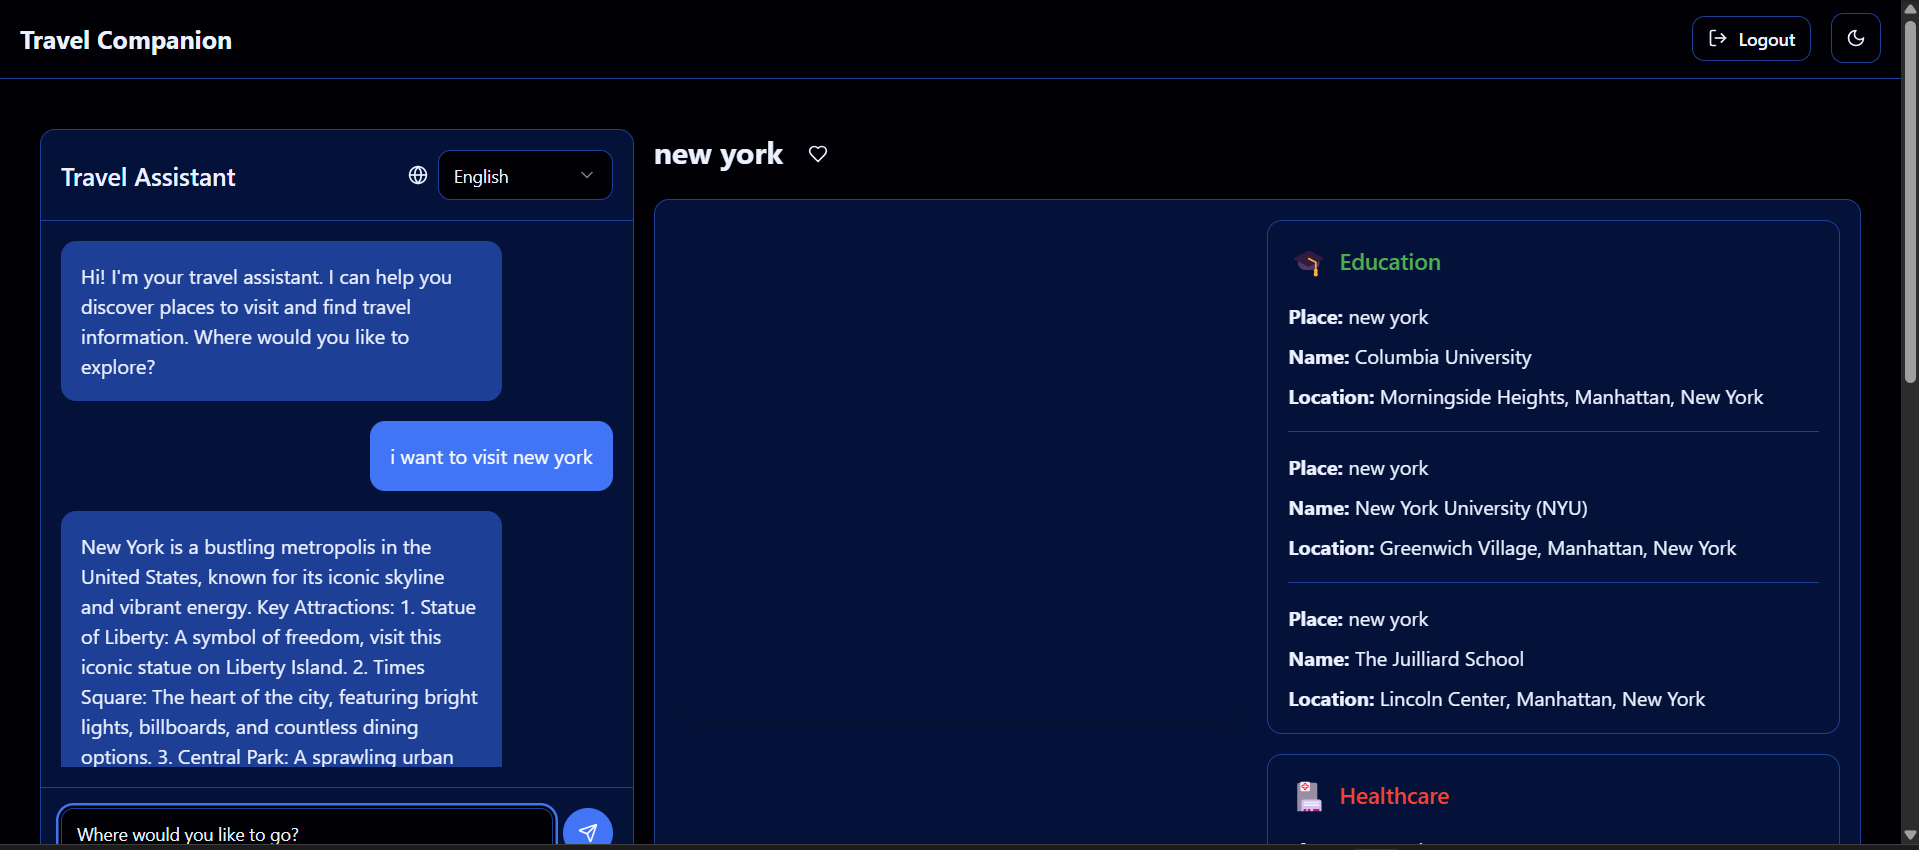 Travel Companion
Logout
Travel Assistant
English
Hi! I'm your travel assistant. I can help you
discover places to visit and find travel
information. Where would you like to
explore?
i want to visit new york
New York is a bustling metropolis in the
United States, known for its iconic skyline
and vibrant energy. Key Attractions: 1. Statue
of Liberty: A symbol of freedom, visit this
iconic statue on Liberty Island. 2. Times
Square: The heart of the city, featuring bright
lights, billboards, and countless dining
options. 3. Central Park: A sprawling urban
Where would you like to go?
new york
Education
Place: new york
Name: Columbia University
Location: Morningside Heights, Manhattan, New York
Place: new york
Name: New York University (NYU)
Location: Greenwich Village, Manhattan, New York
Place: new york
Name: The Juilliard School
Location: Lincoln Center, Manhattan, New York
Healthcare